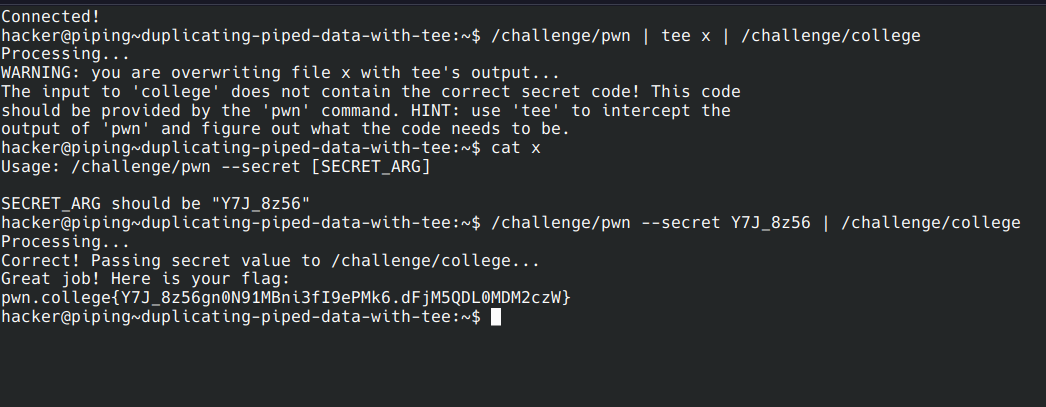 Connected!
hacker@piping~duplicating-piped-data-with-tee:~$ /challenge/pwn | tee x | /challenge/college
Processing...
WARNING: you are overwriting file x with tee's output...
The input to 'college' does not contain the correct secret code! This code
should be provided by the 'pwn' command. HINT: use 'tee' to intercept the
output of 'pwn' and figure out what the code needs to be.
hacker@piping~duplicating-piped-data-with-tee:~$ cat x
Usage: /challenge/pwn --secret [SECRET_ARG]

SECRET_ARG should be "Y7J_8z56"
hacker@piping~duplicating-piped-data-with-tee:~$ /challenge/pwn --secret Y7J_8z56 | /challenge/college
Processing...
Correct! Passing secret value to /challenge/college...
Great job! Here is your flag:
pwn.college{Y7J_8z56gn0N91MBni3fI9ePMk6.dFjM5QDL0MDM2czW}
hacker@piping~duplicating-piped-data-with-tee:~$